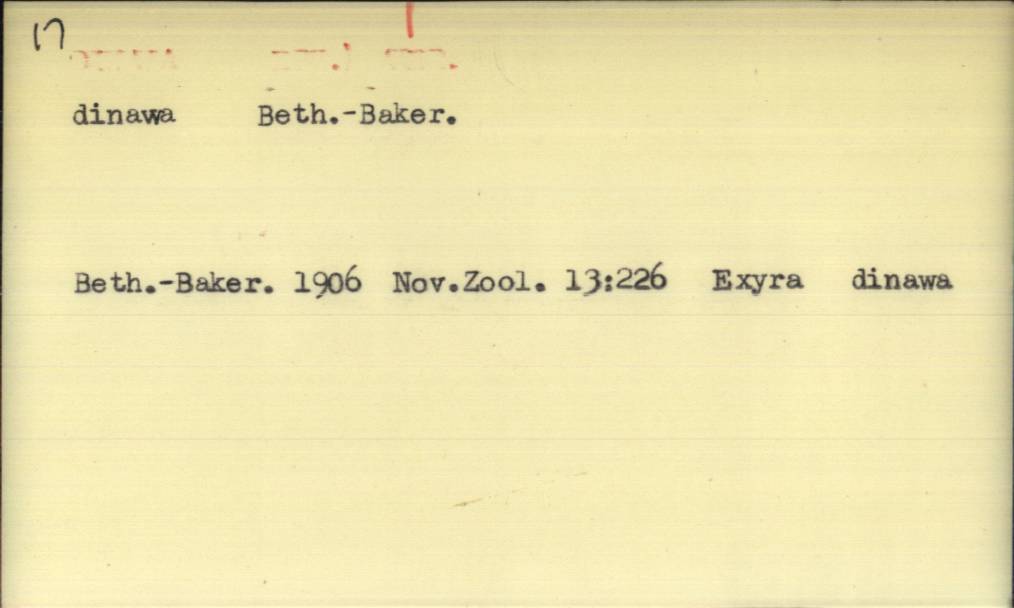 17
dinawa Beth.-Baker.
Beth.-Baker. 1906 Nov.Zool. 13:226 Exyra dinawa